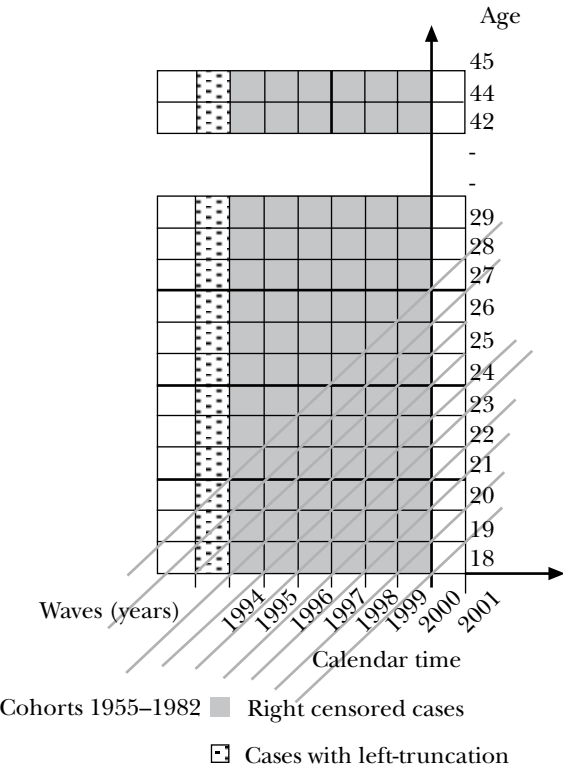 Age
45
44
42
-
-
29
28
27
26
25
24
23
22
21
20
19
18
Waves (years)
1994 1995 1996 1997 1998 1999 2000 2001
Calendar time
Cohorts 1955–1982 Right censored cases
Cases with left-truncation